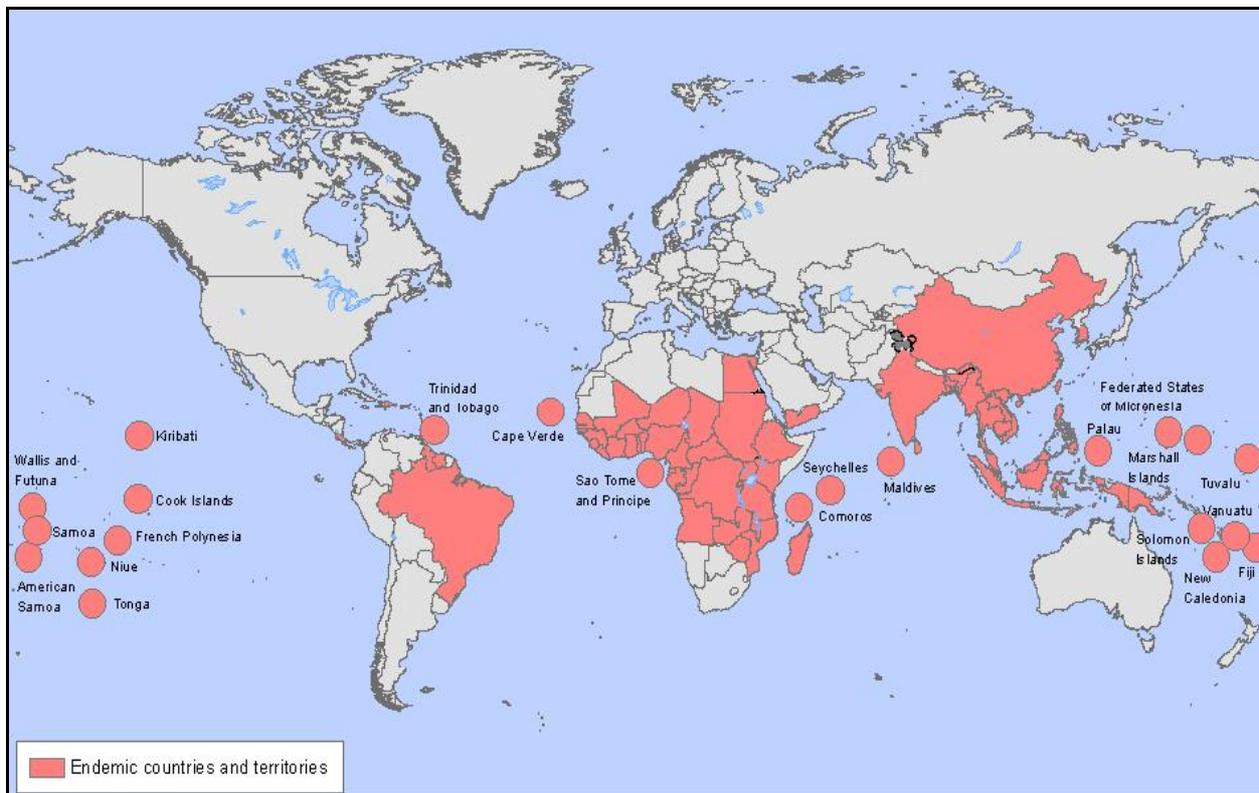 Trinidad
and Tobago
Cape Verde
Kiribati
Wallis and
Futuna
Cook Islands
Samoa
French Polynesia
Niue
American
Samoa
Tonga
Sao Tome
and Principe
Seychelles
Comoros
Maldives
Federated States
of Micronesia
Palau
Marshall
Islands
Tuvalu
Vanuatu
Solomon
Islands
New
Caledonia
Fiji
Endemic countries and territories